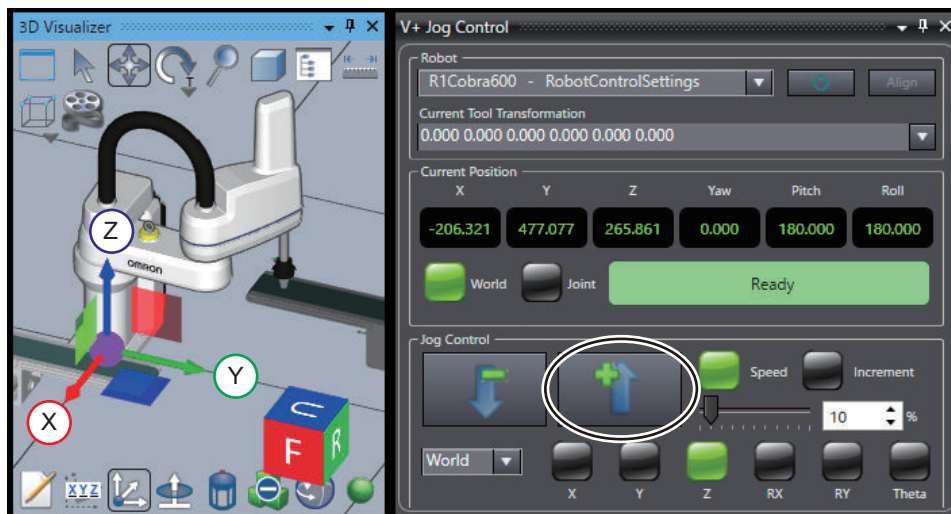 3D Visualizer
T
Z
OMRON
Y
X
U
F
R
XYZ
V+ Jog Control
Robot
R1Cobra600 - RobotControlSettings
Align
Current Tool Transformation
0.000 0.000 0.000 0.000 0.000 0.000
Current Position
X Y Z Yaw Pitch Roll
-206.321 477.077 265.861 0.000 180.000 180.000
World Joint Ready
Jog Control
Speed Increment
10 %
World
X Y Z RX RY Theta